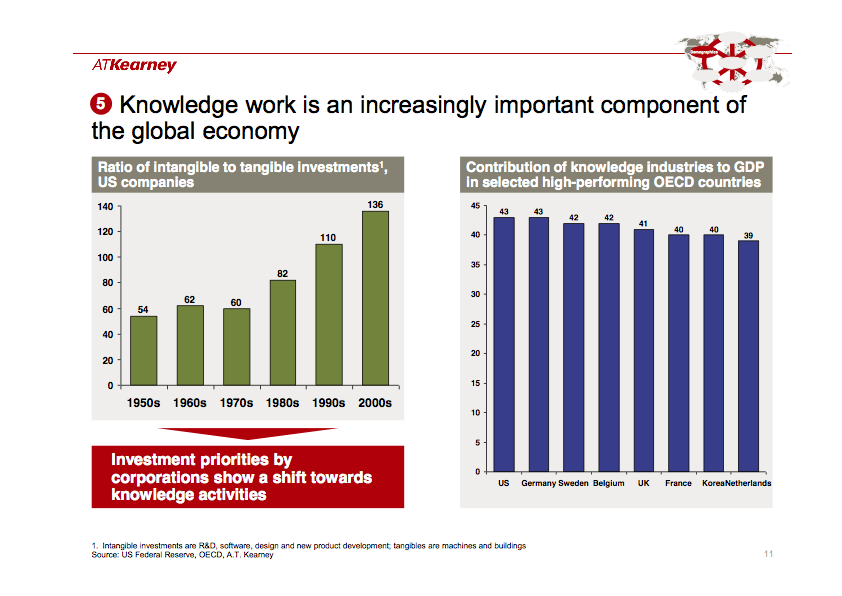 ATKearney
5 Knowledge work is an increasingly important component of
the global economy
Ratio of intangible to tangible investments¹,
US companies
140
120
100
80
60
40
20
0
54
62
60
82
110
136
1950s 1960s 1970s 1980s 1990s 2000s
Investment priorities by
corporations show a shift towards
knowledge activities
Contribution of knowledge industries to GDP
in selected high-performing OECD countries
45
40
35
30
25
20
15
10
5
0
43
43
42
42
41
40
40
39
US Germany Sweden Belgium UK France Korea Netherlands
1. Intangible investments are R&D, software, design and new product development; tangibles are machines and buildings
Source: US Federal Reserve, OECD, A.T. Kearney
11